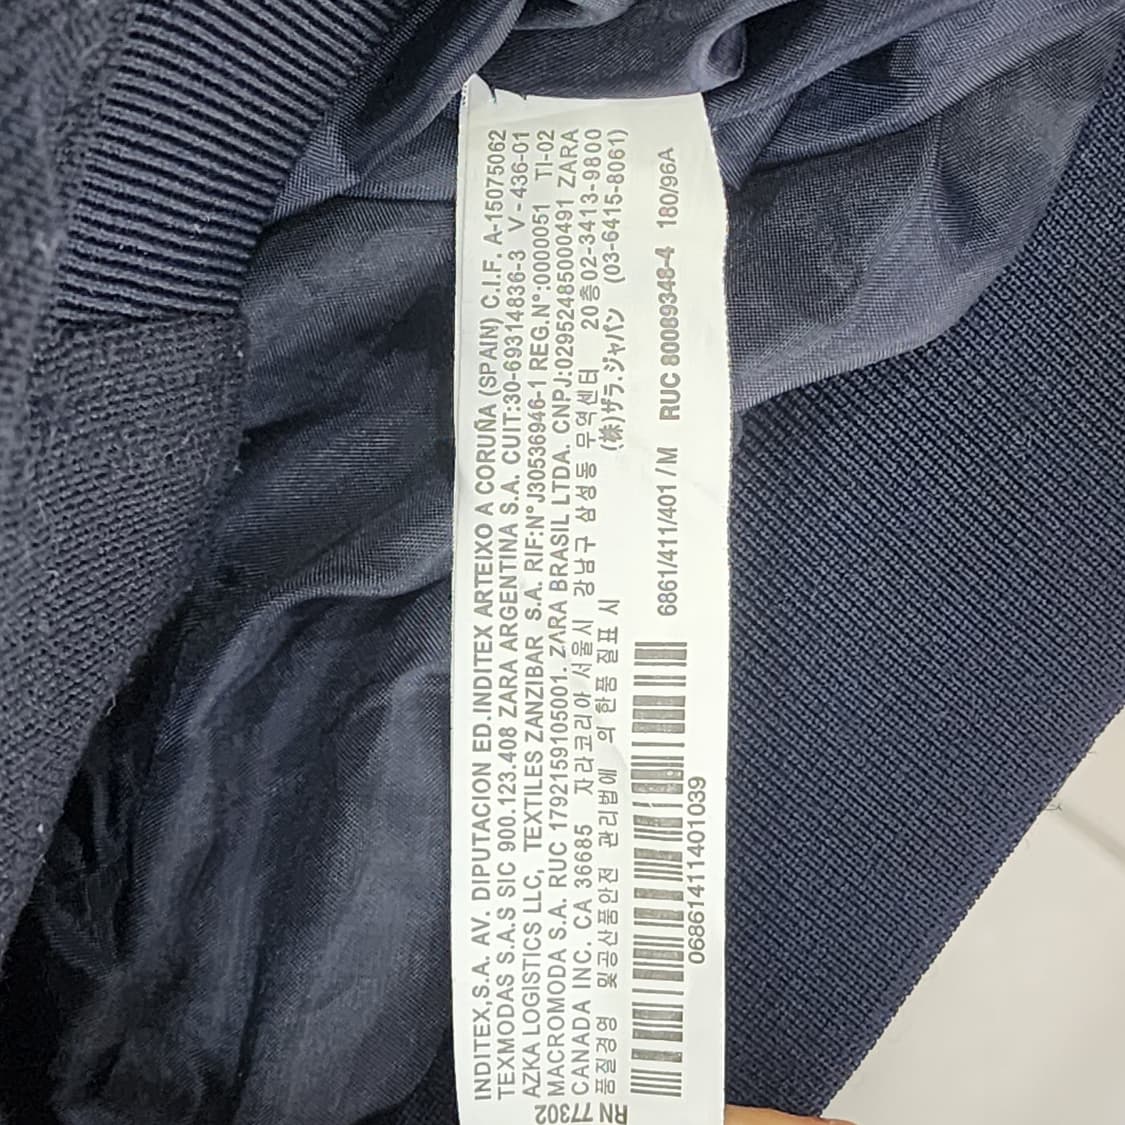 INDITEX,S.A. AV. DIPUTACION ED.INDITEX ARTEIXO A CORUÑA (SPAIN) C.I.F. A-15075062
TEXMODAS S.A.S SIC 900.123.408 ZARA ARGENTINA S.A. CUIT:30-69314836-3 V-436-01
AZKA LOGISTICS LLC, TEXTILES ZANZIBAR S.A. RIF:N°J30536946-1 REG.N°:0000051 TI-02
MACROMODA S.A. RUC 1792159105001. ZARA BRASIL LTDA. CNPJ:02952485000491 ZARA
CANADA INC. CA 36685 자라코리아 서울시 강남구 삼성동 무역센터 20층02-3413-9800
품질경영 및공산품안전 관리법에 의한품질표시 (株)ザラ.ジャパン (03-6415-8061)
6861/411/401/M RUC 80089348-4 180/96A
06861411401039
RN 77302